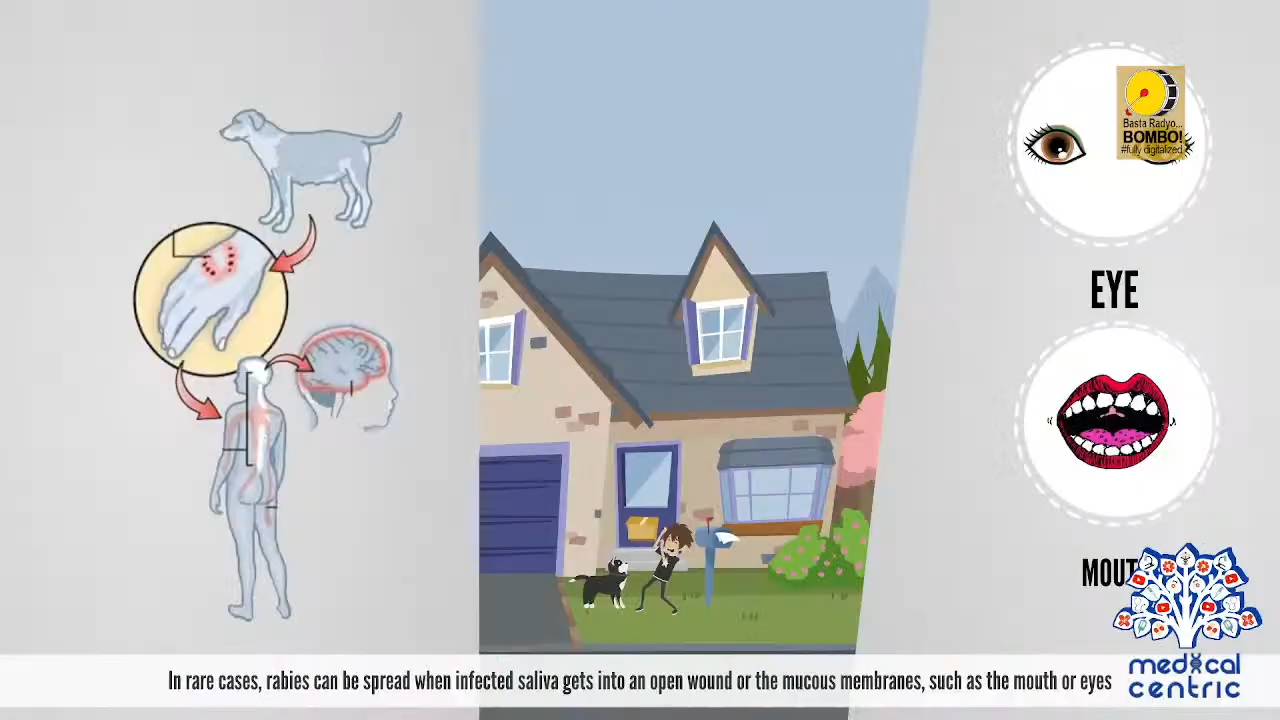 Basta Radyo...
BOMBO!
#fully digitalized
EYE
MOUT
In rare cases, rabies can be spread when infected saliva gets into an open wound or the mucous membranes, such as the mouth or eyes
medical
centric